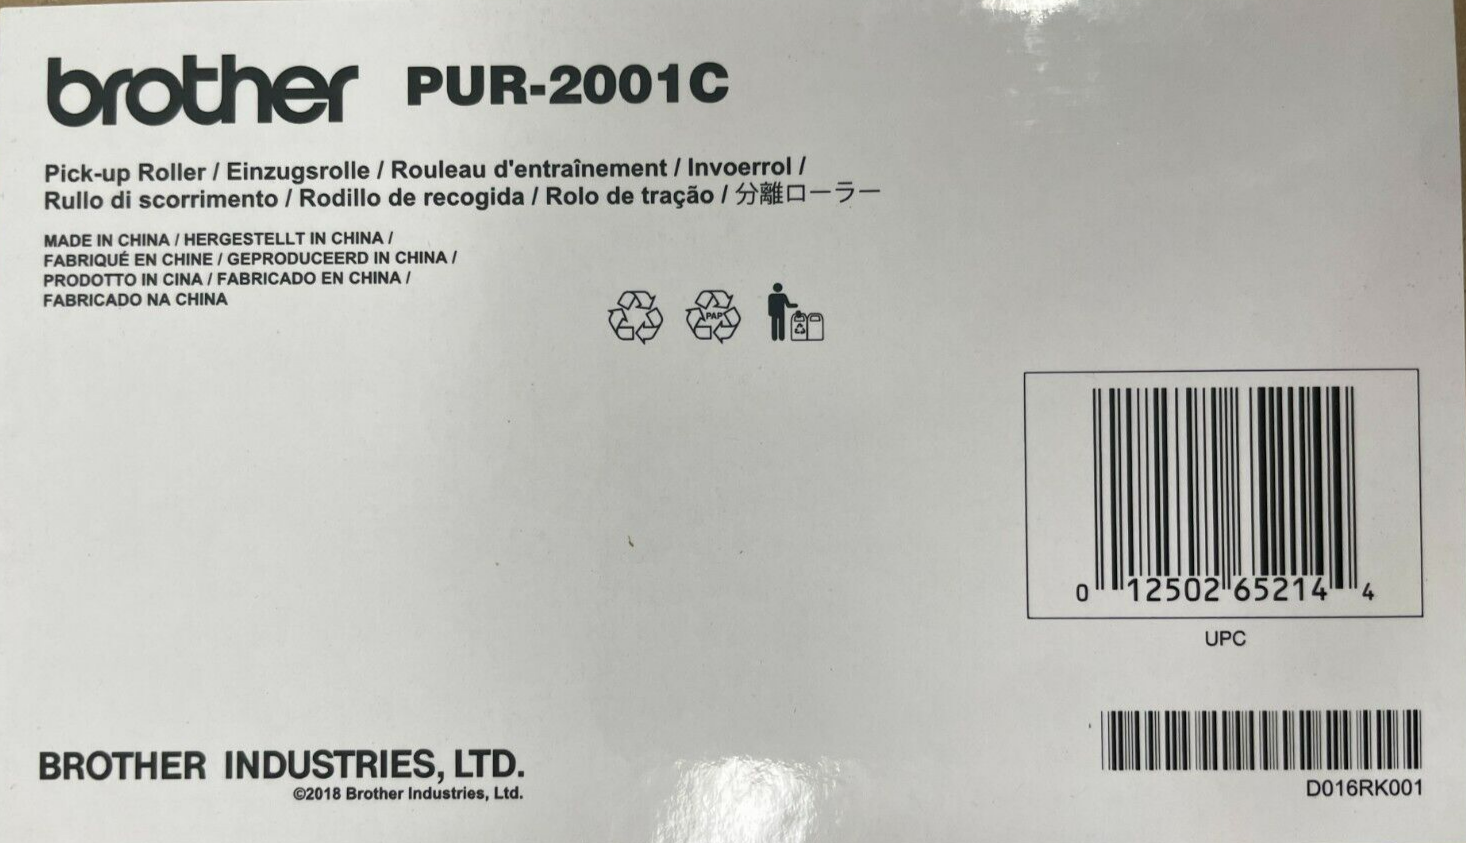 brother PUR-2001C
Pick-up Roller / Einzugsrolle / Rouleau d'entraînement / Invoerrol /
Rullo di scorrimento / Rodillo de recogida / Rolo de tração / 分離ローラー
MADE IN CHINA / HERGESTELLT IN CHINA /
FABRIQUÉ EN CHINE / GEPRODUCEERD IN CHINA /
PRODOTTO IN CINA / FABRICADO EN CHINA /
FABRICADO NA CHINA
PAP
0 12502 65214 4
UPC
D016RK001
BROTHER INDUSTRIES, LTD.
©2018 Brother Industries, Ltd.